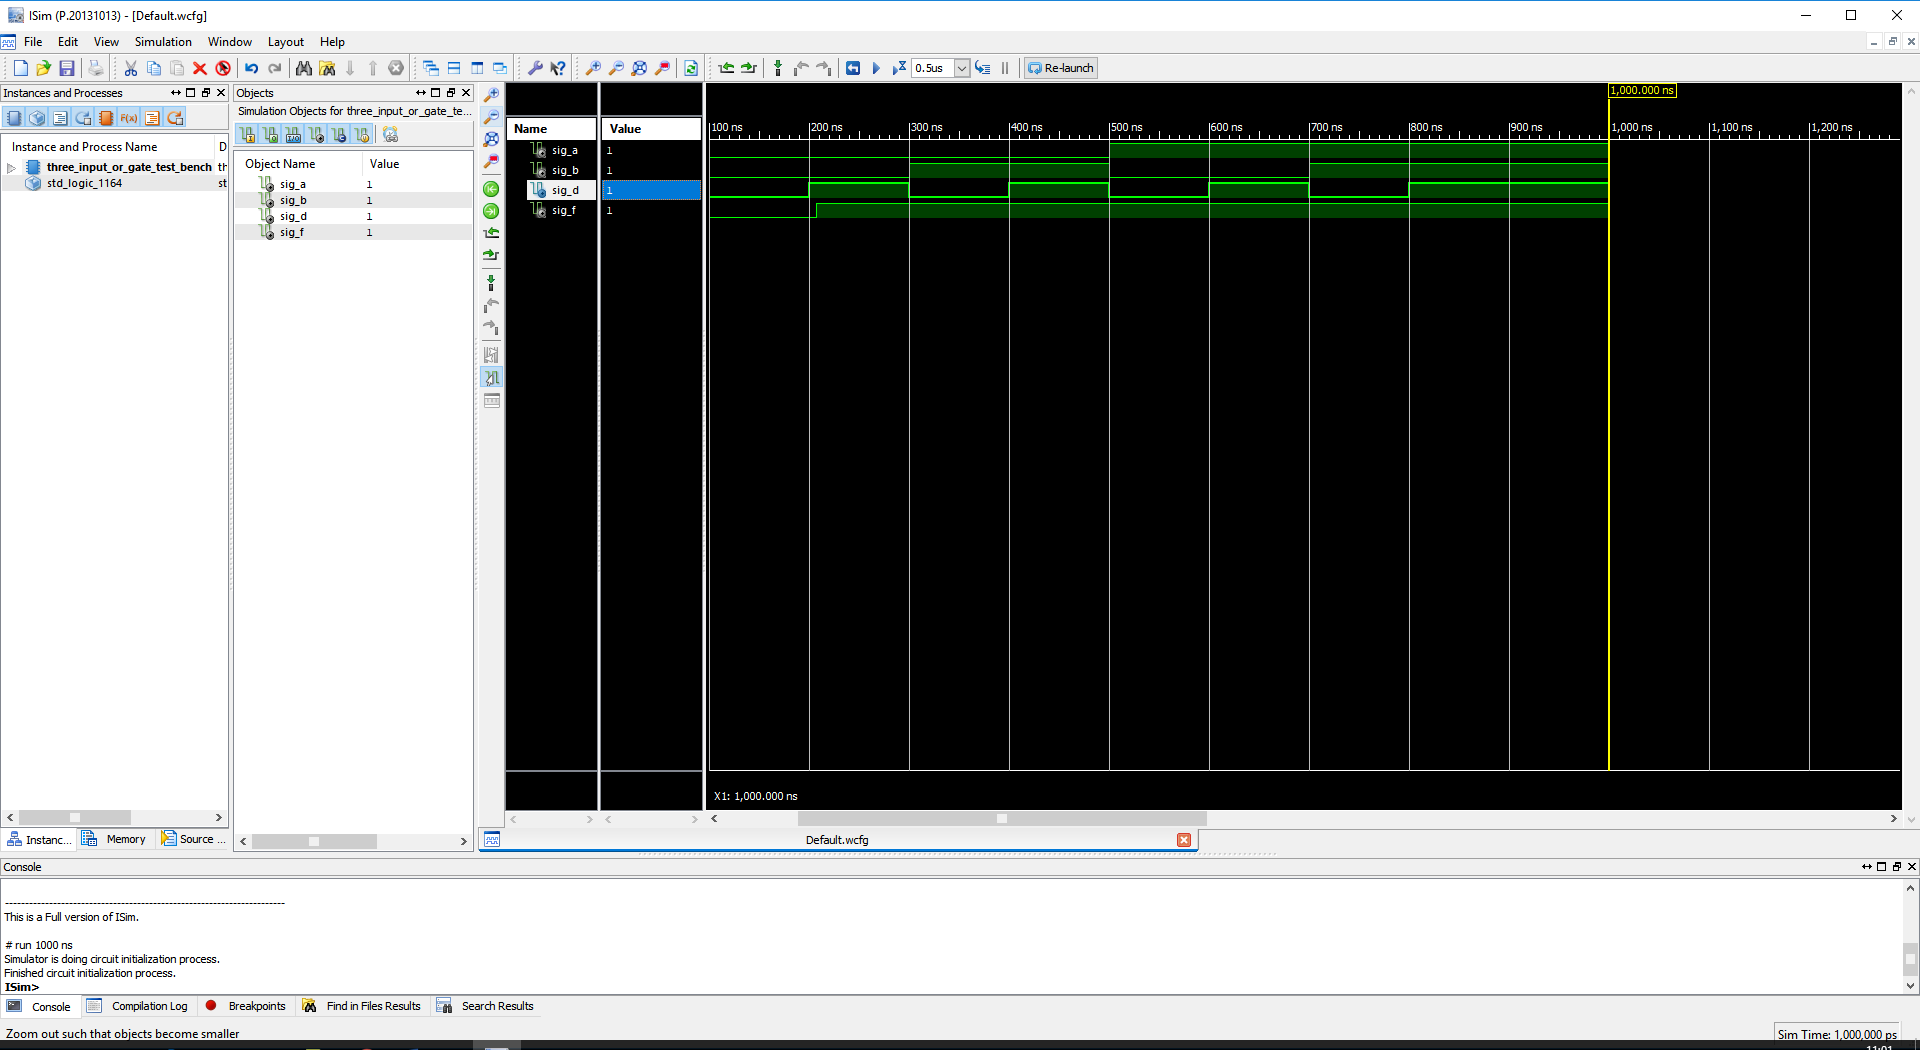 ISim (P.20131013) - [Default.wcfg]
File Edit View Simulation Window Layout Help
0.5us Re-launch
Instances and Processes
F(x)
Instance and Process Name D
three_input_or_gate_test_bench th
std_logic_1164 st
Instanc... Memory Source ...
Objects
Simulation Objects for three_input_or_gate_te...
Object Name Value
sig_a 1
sig_b 1
sig_d 1
sig_f 1
1,000.000 ns
Name Value 100 ns 200 ns 300 ns 400 ns 500 ns 600 ns 700 ns 800 ns 900 ns 1,000 ns 1,100 ns 1,200 ns
sig_a 1
sig_b 1
sig_d 1
sig_f 1
X1: 1,000.000 ns
Default.wcfg
Console
--------------------------------------------------------------------
This is a Full version of ISim.
# run 1000 ns
Simulator is doing circuit initialization process.
Finished circuit initialization process.
ISim>
Console Compilation Log Breakpoints Find in Files Results Search Results
Zoom out such that objects become smaller Sim Time: 1,000,000 ps